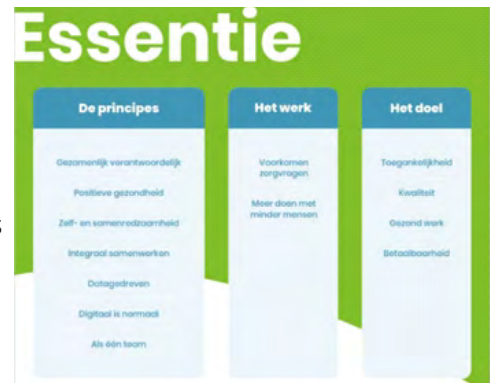 Essentie
De principes
Gezamenlijk verantwoordelijk
Positieve gezondheid
Zelf- en samenredzaamheid
Integraal samenwerken
Datagedreven
Digitaal is normaal
Als één team
Het werk
Voorkomen
zorgvragen
Meer doen met
minder mensen
Het doel
Toegankelijkheid
Kwaliteit
Gezond werk
Betaalbaarheid
s